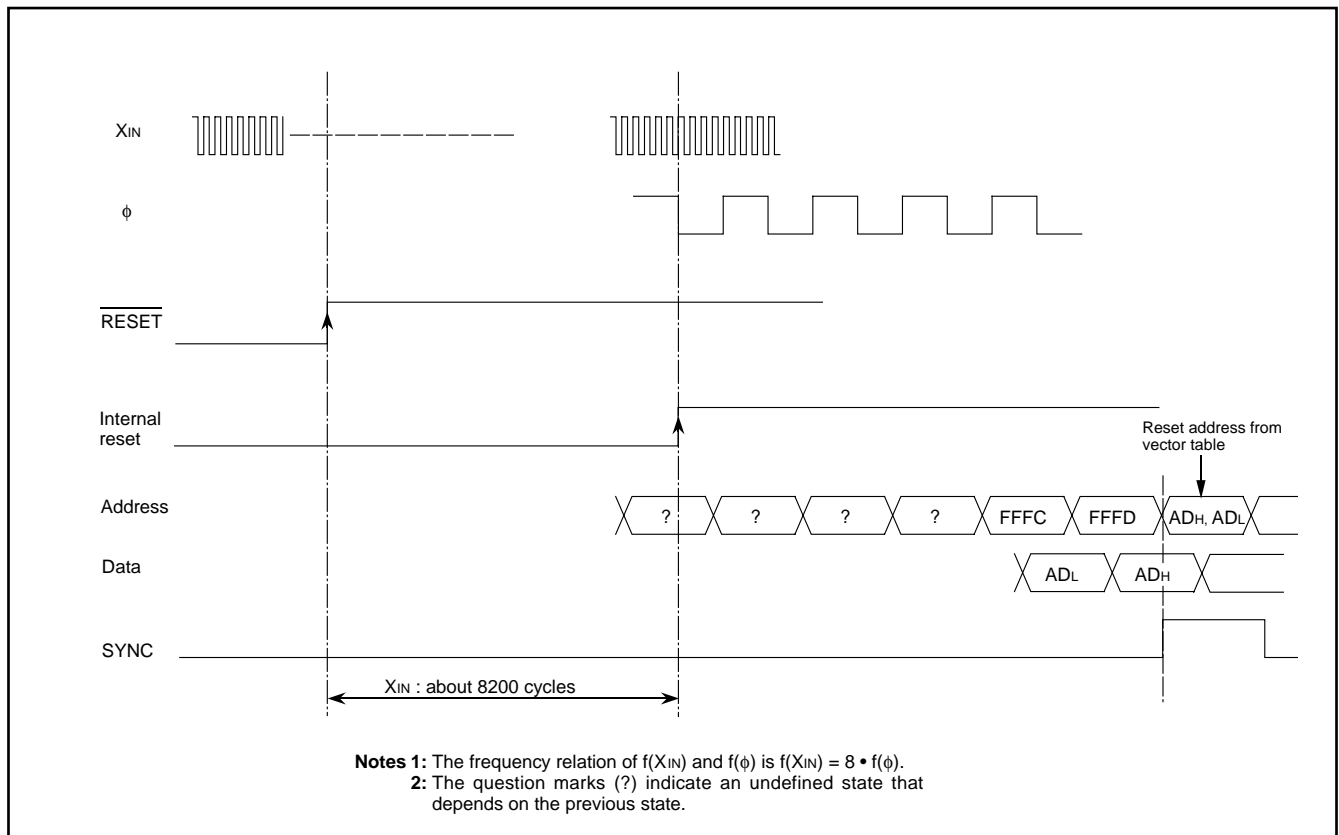 XIN
ϕ
RESET
Internal
reset
Reset address from
vector table
Address
? ? ? ? FFFC FFFD ADH, ADL
Data
ADL ADH
SYNC
XIN : about 8200 cycles
Notes 1: The frequency relation of f(XIN) and f(ϕ) is f(XIN) = 8 • f(ϕ).
2: The question marks (?) indicate an undefined state that
depends on the previous state.